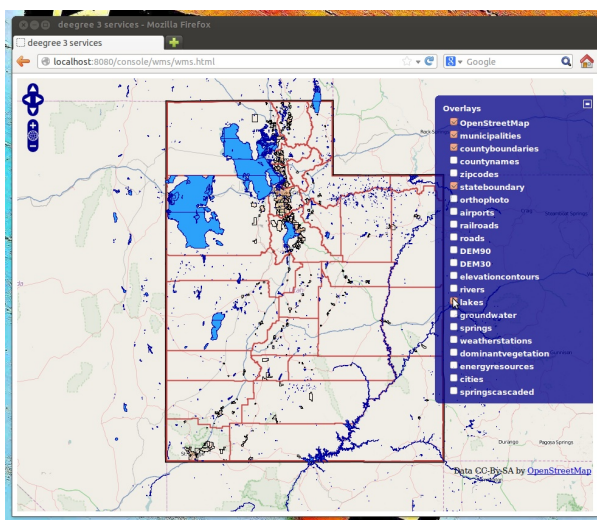 deegree 3 services - Mozilla Firefox
deegree 3 services
localhost:8080/console/wms/wms.html
Google
Overlays
OpenStreetMap
municipalities
countyboundaries
countynames
zipcodes
stateboundary
orthophoto
airports
railroads
roads
DEM90
DEM30
elevationcontours
rivers
lakes
groundwater
springs
weatherstations
dominantvegetation
energyresources
cities
springscascaded
Durango
Pagosa Springs
Data CC-By-SA by OpenStreetMap